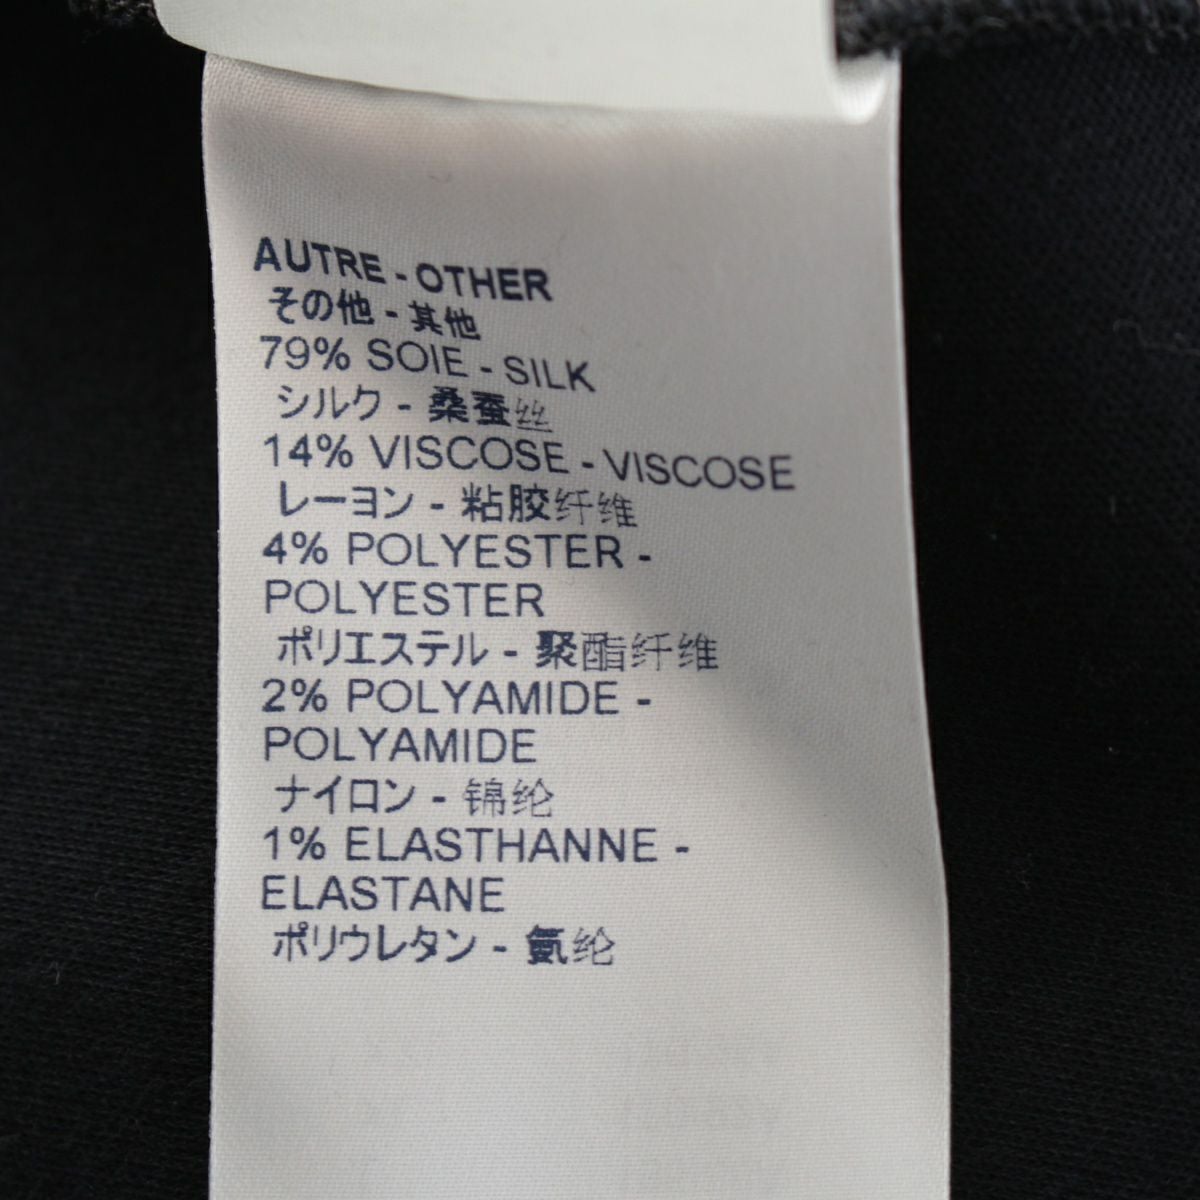 AUTRE - OTHER
その他 - 其他
79% SOIE - SILK
シルク - 桑蚕丝
14% VISCOSE - VISCOSE
レーヨン - 粘胶纤维
4% POLYESTER -
POLYESTER
ポリエステル - 聚酯纤维
2% POLYAMIDE -
POLYAMIDE
ナイロン - 锦纶
1% ELASTHANNE -
ELASTANE
ポリウレタン - 氨纶